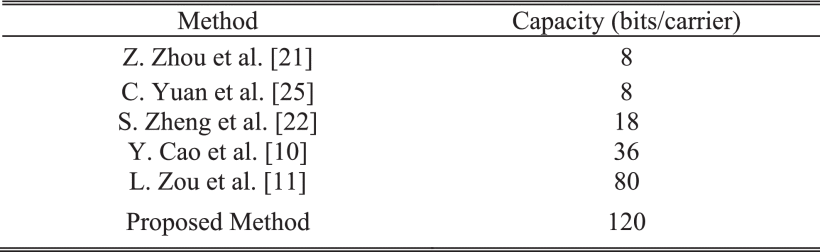 Method Capacity (bits/carrier)
Z. Zhou et al. [21] 8
C. Yuan et al. [25] 8
S. Zheng et al. [22] 18
Y. Cao et al. [10] 36
L. Zou et al. [11] 80
Proposed Method 120